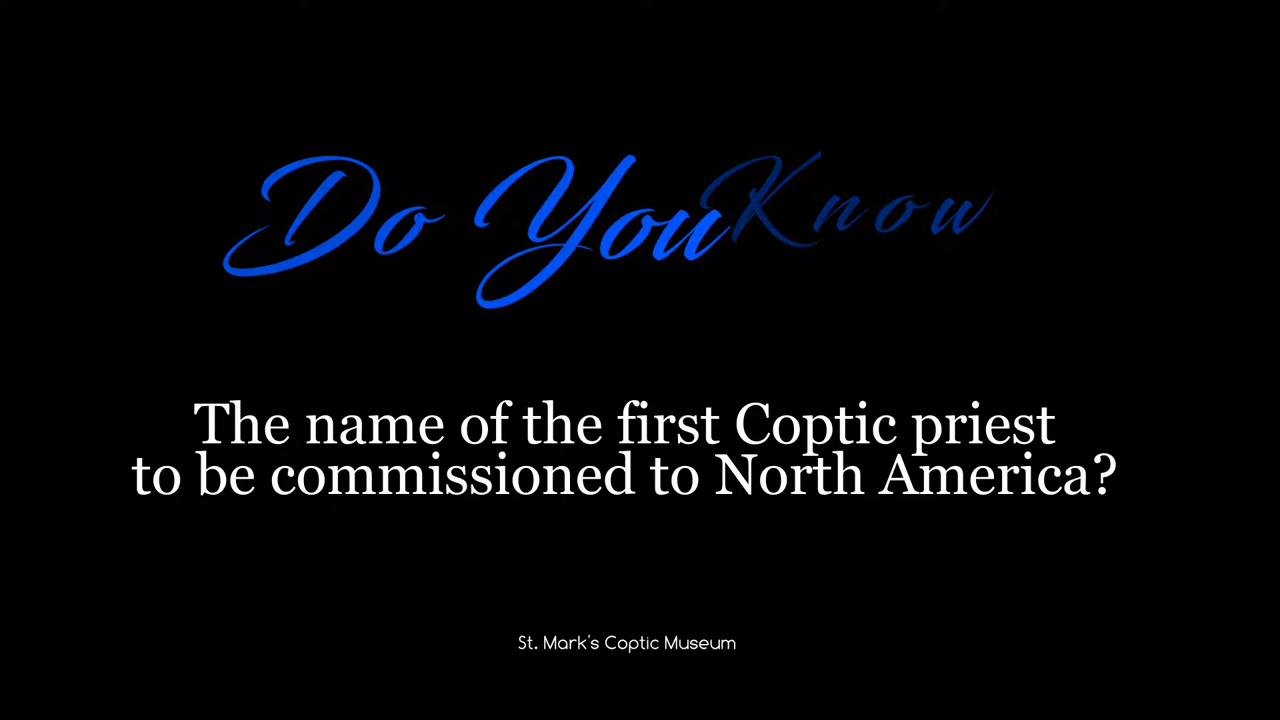 Do You Know
The name of the first Coptic priest
to be commissioned to North America?
St. Mark's Coptic Museum